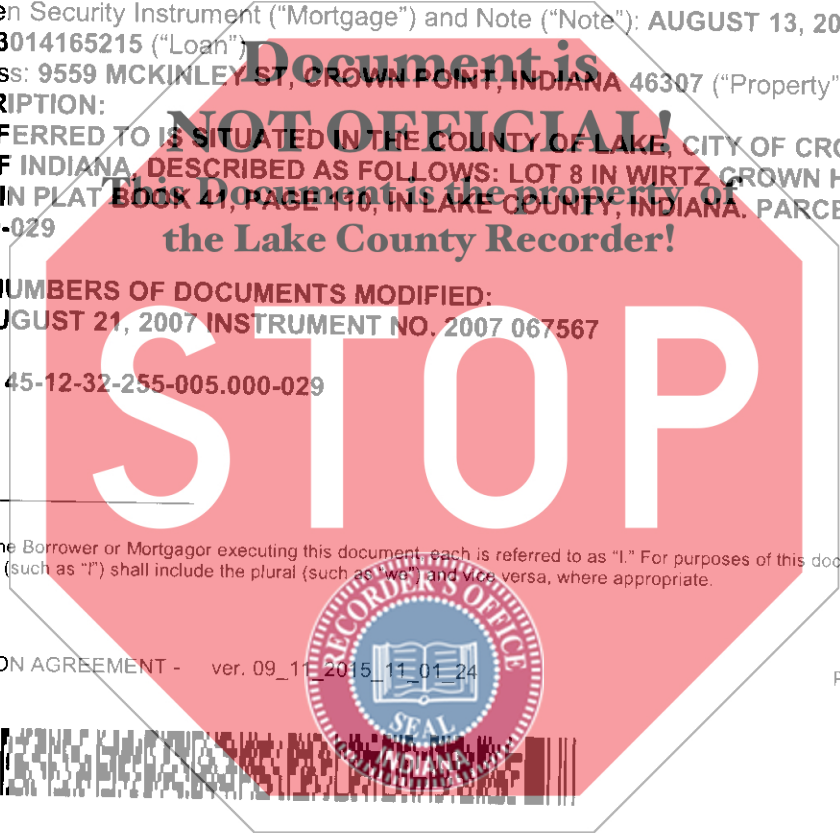 en Security Instrument ("Mortgage") and Note ("Note"): AUGUST 13, 20
3014165215 ("Loan")
Document is
ss: 9559 MCKINLEY ST, CROWN POINT, INDIANA 46307 ("Property"
RIPTION:
NOT OFFICIAL!
FERRED TO IS SITUATED IN THE COUNTY OF LAKE, CITY OF CRO
F INDIANA, DESCRIBED AS FOLLOWS: LOT 8 IN WIRTZ CROWN H
This Document is the property of
IN PLAT BOOK 41, PAGE 110, IN LAKE COUNTY, INDIANA. PARCE
-029
the Lake County Recorder!
UMBERS OF DOCUMENTS MODIFIED:
UGUST 21, 2007 INSTRUMENT NO. 2007 067567
45-12-32-255-005.000-029
STOP
he Borrower or Mortgagor executing this document, each is referred to as "I." For purposes of this doc
(such as "I") shall include the plural (such as "we") and vice versa, where appropriate.
RECORDER'S OFFICE
ON AGREEMENT - ver. 09_11_2015_11_01_24
P
SEAL
INDIANA